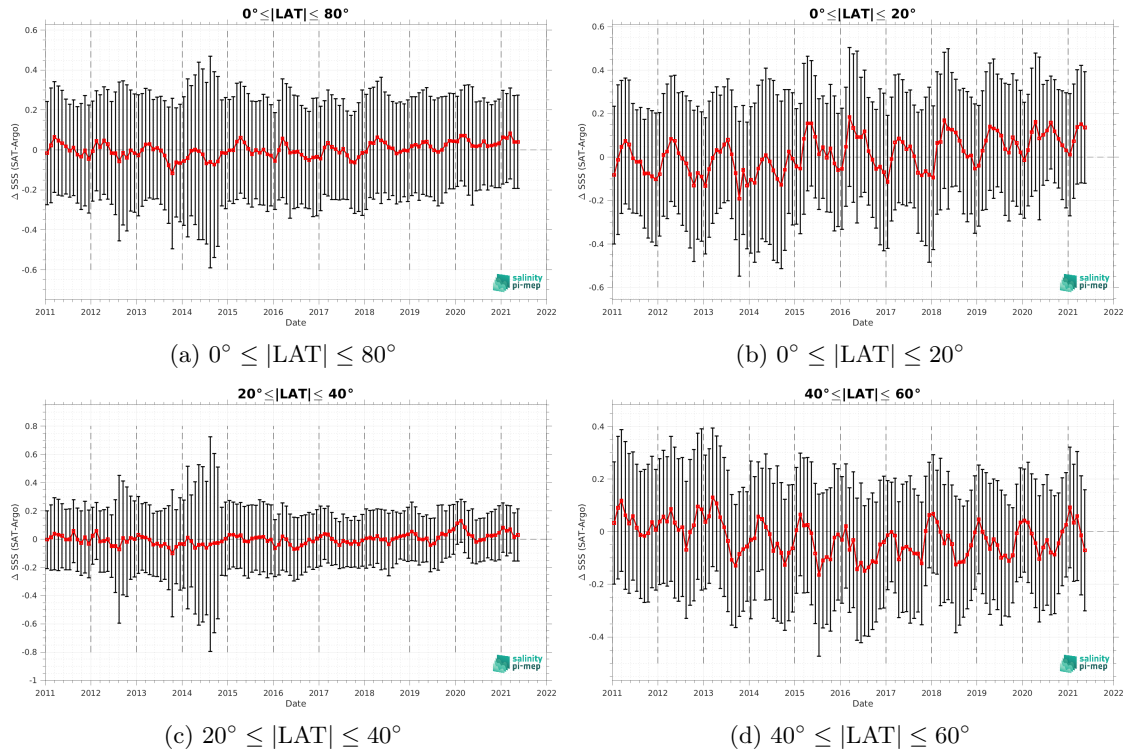 0°≤|LAT|≤ 80°
0.6
0.4
0.2
0
-0.2
-0.4
-0.6
Δ SSS (SAT-Argo)
2011 2012 2013 2014 2015 2016 2017 2018 2019 2020 2021 2022
Date
salinity
pi-mep
(a) 0° ≤ |LAT| ≤ 80°
0°≤|LAT|≤ 20°
0.6
0.4
0.2
0
-0.2
-0.4
-0.6
Δ SSS (SAT-Argo)
2011 2012 2013 2014 2015 2016 2017 2018 2019 2020 2021 2022
Date
salinity
pi-mep
(b) 0° ≤ |LAT| ≤ 20°
20°≤|LAT|≤ 40°
0.8
0.6
0.4
0.2
0
-0.2
-0.4
-0.6
-0.8
-1
Δ SSS (SAT-Argo)
2011 2012 2013 2014 2015 2016 2017 2018 2019 2020 2021 2022
Date
salinity
pi-mep
(c) 20° ≤ |LAT| ≤ 40°
40°≤|LAT|≤ 60°
0.4
0.2
0
-0.2
-0.4
Δ SSS (SAT-Argo)
2011 2012 2013 2014 2015 2016 2017 2018 2019 2020 2021 2022
Date
salinity
pi-mep
(d) 40° ≤ |LAT| ≤ 60°